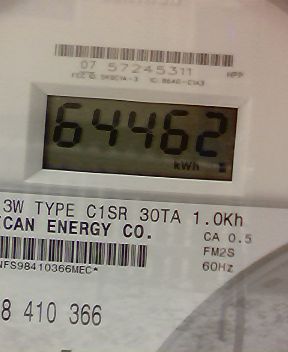 07 57245311 HPP
64462
kWh
3W TYPE C1SR 30TA 1.0Kh
CAN ENERGY CO. CA 0.5
FM2S
NFS98410366MEC* 60Hz
8 410 366